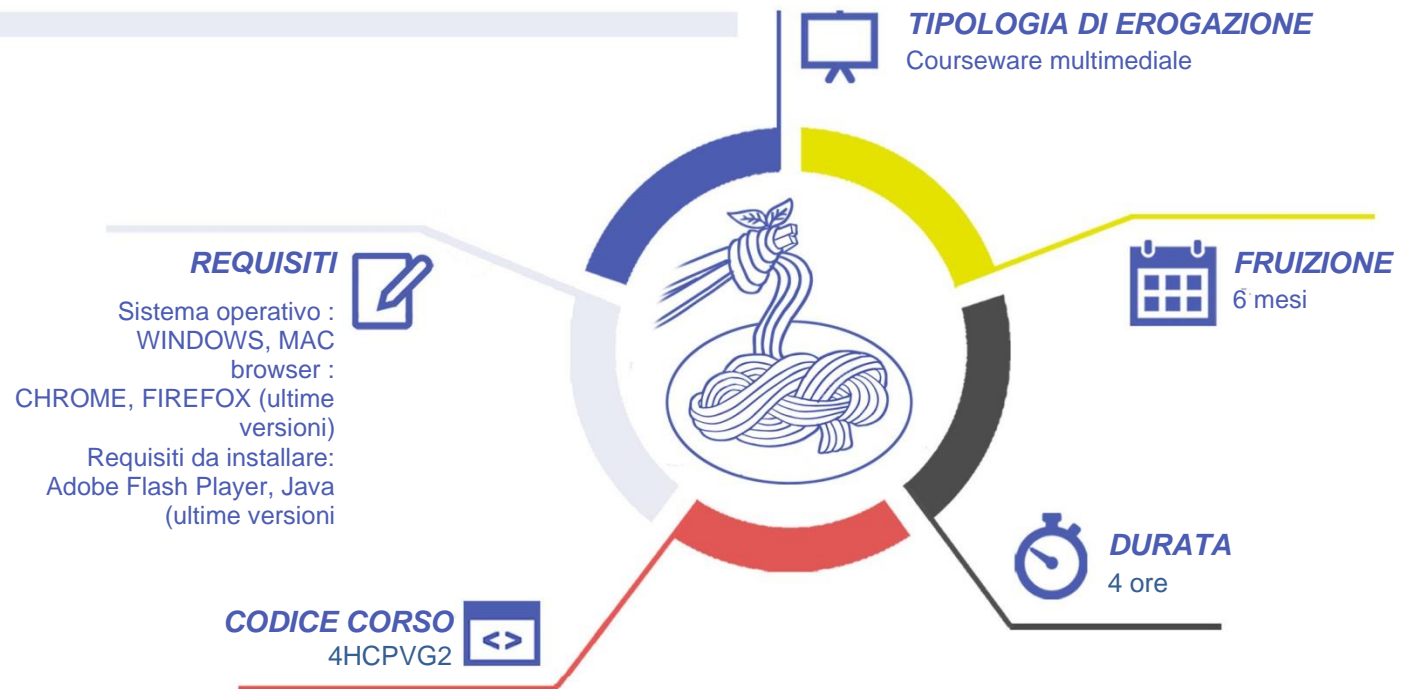 TIPOLOGIA DI EROGAZIONE
Courseware multimediale
REQUISITI
Sistema operativo :
WINDOWS, MAC
browser :
CHROME, FIREFOX (ultime
versioni)
Requisiti da installare:
Adobe Flash Player, Java
(ultime versioni
FRUIZIONE
6 mesi
DURATA
4 ore
CODICE CORSO
4HCPVG2